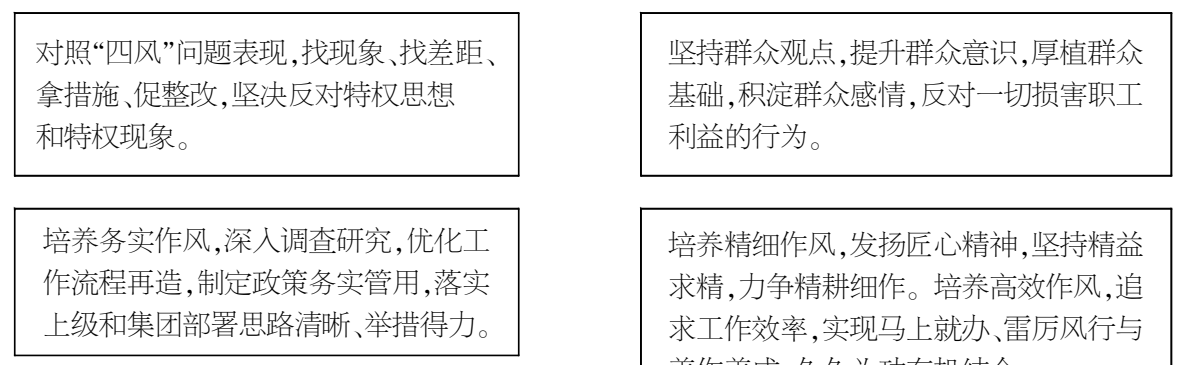 对照“四风”问题表现,找现象、找差距、
拿措施、促整改,坚决反对特权思想
和特权现象。
坚持群众观点,提升群众意识,厚植群众
基础,积淀群众感情,反对一切损害职工
利益的行为。
培养务实作风,深入调查研究,优化工
作流程再造,制定政策务实管用,落实
上级和集团部署思路清晰、举措得力。
培养精细作风,发扬匠心精神,坚持精益
求精,力争精耕细作。培养高效作风,追
求工作效率,实现马上就办、雷厉风行与